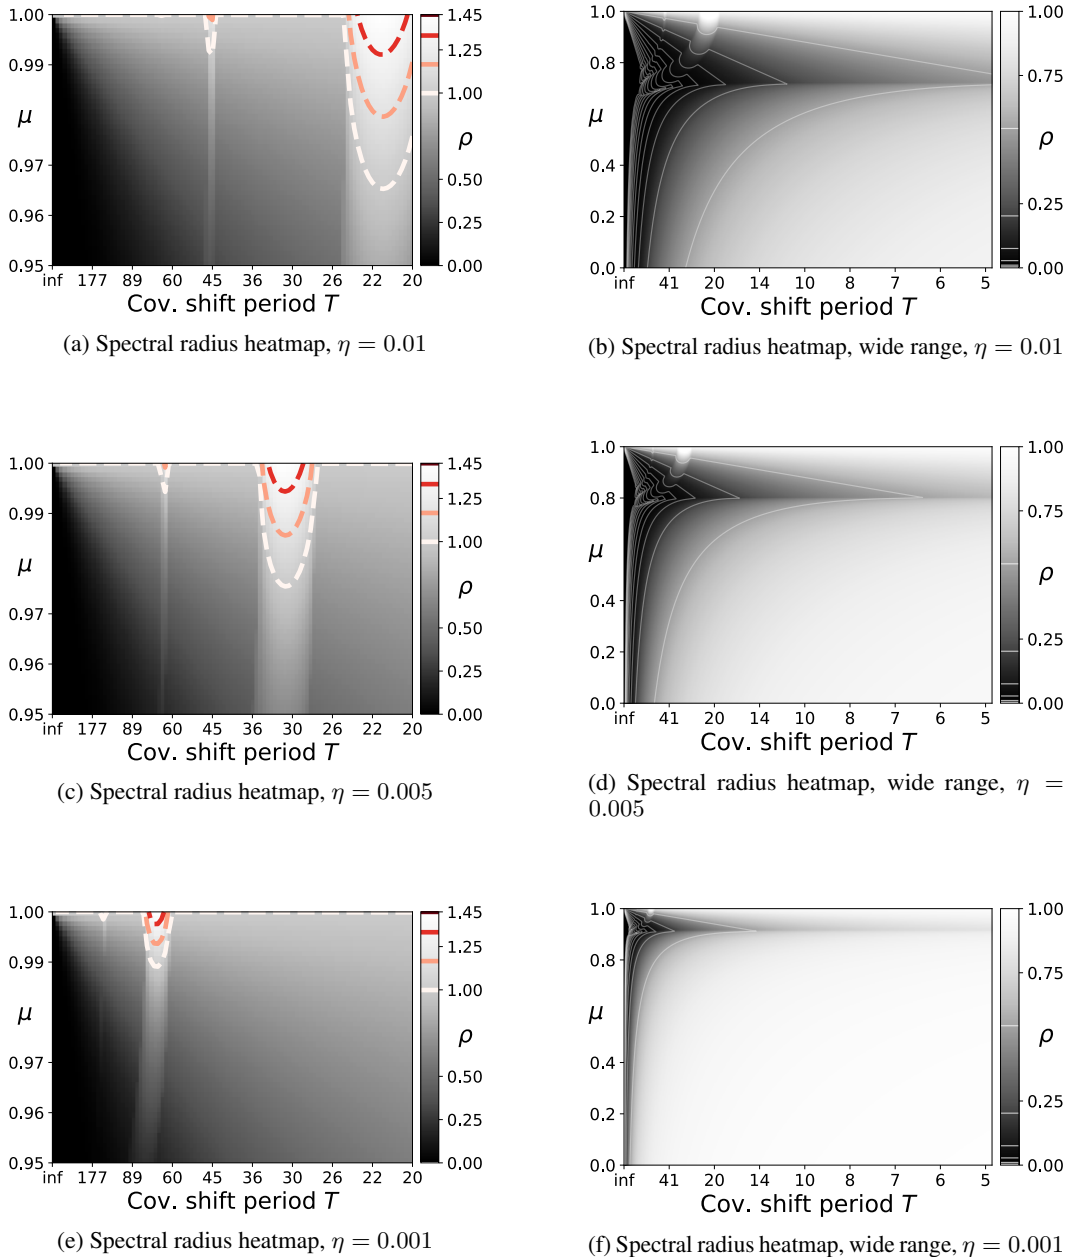 1.00
0.99
μ
0.97
0.96
0.95
inf 177 89 60 45 36 30 26 22 20
Cov. shift period T
1.45
1.25
1.00
ρ
0.50
0.25
0.00
(a) Spectral radius heatmap, η = 0.01
1.0
0.8
μ
0.4
0.2
0.0
inf 41 20 14 10 8 7 6 5
Cov. shift period T
1.00
0.75
ρ
0.25
0.00
(b) Spectral radius heatmap, wide range, η = 0.01
1.00
0.99
μ
0.97
0.96
0.95
inf 177 89 60 45 36 30 26 22 20
Cov. shift period T
1.45
1.25
1.00
ρ
0.50
0.25
0.00
(c) Spectral radius heatmap, η = 0.005
1.0
0.8
μ
0.4
0.2
0.0
inf 41 20 14 10 8 7 6 5
Cov. shift period T
1.00
0.75
ρ
0.25
0.00
(d) Spectral radius heatmap, wide range, η =
0.005
1.00
0.99
μ
0.97
0.96
0.95
inf 177 89 60 45 36 30 26 22 20
Cov. shift period T
1.45
1.25
1.00
ρ
0.50
0.25
0.00
(e) Spectral radius heatmap, η = 0.001
1.0
0.8
μ
0.4
0.2
0.0
inf 41 20 14 10 8 7 6 5
Cov. shift period T
1.00
0.75
ρ
0.25
0.00
(f) Spectral radius heatmap, wide range, η = 0.001